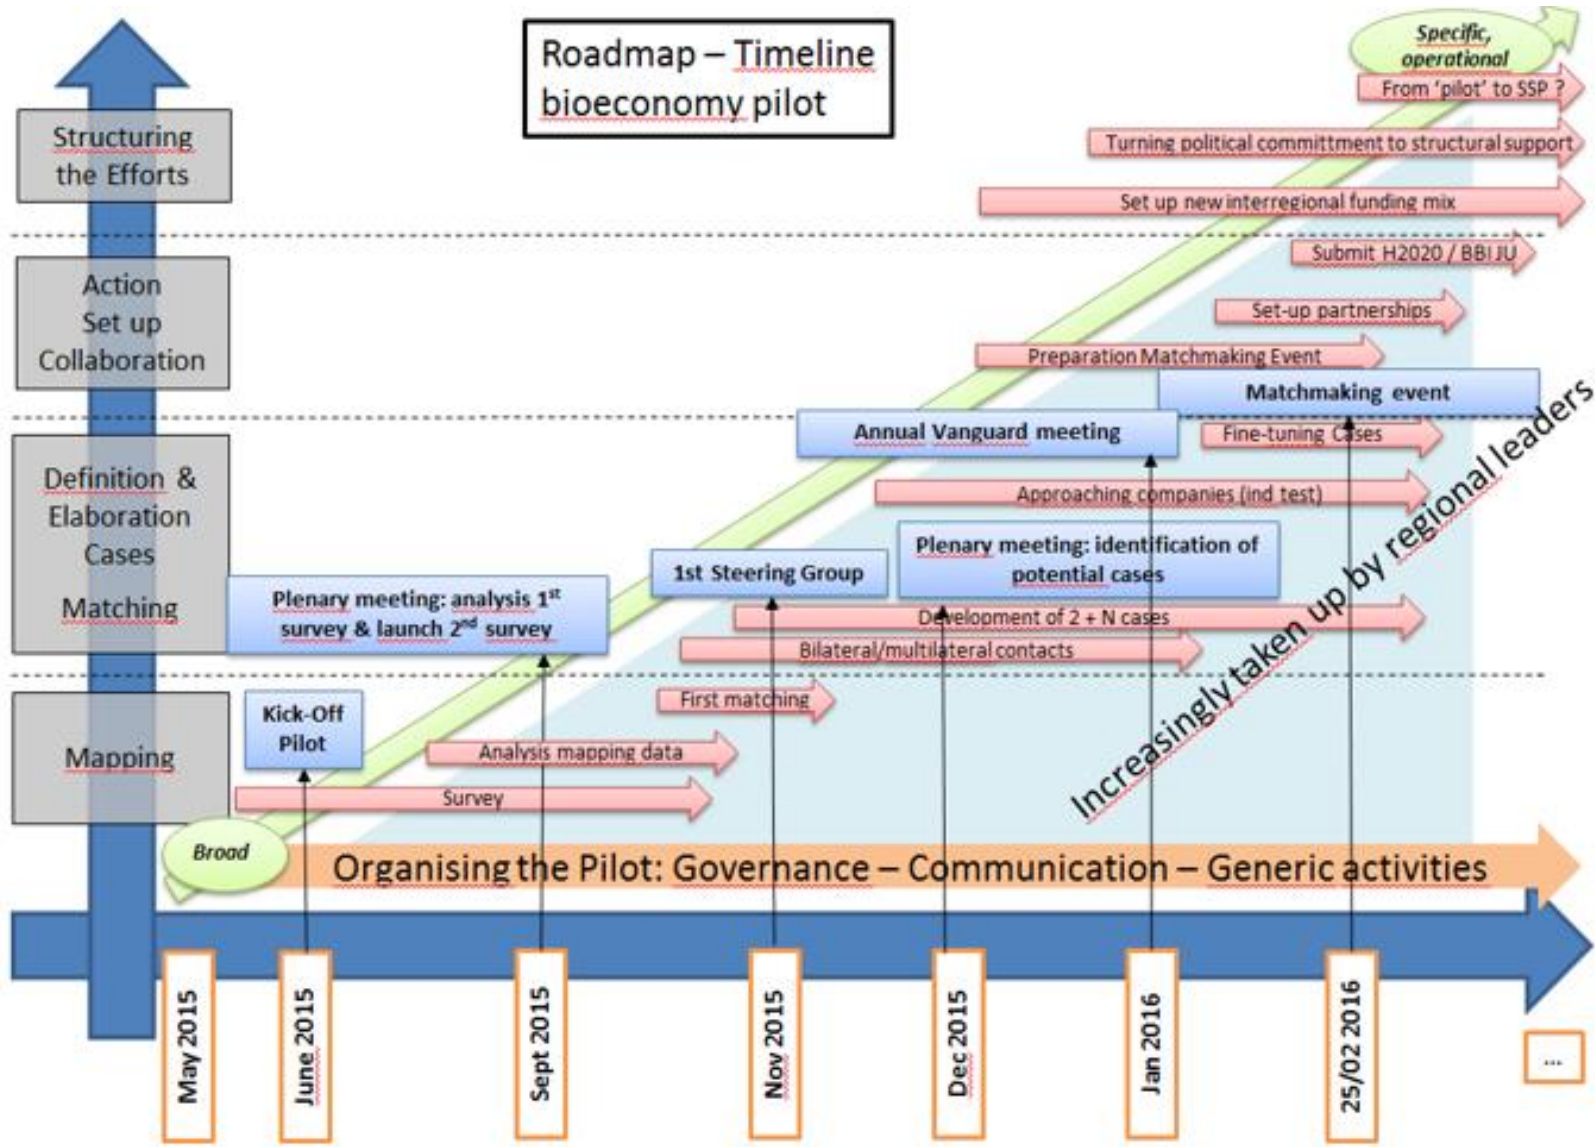 Roadmap – Timeline
bioeconomy pilot
Specific,
operational
From ‘pilot’ to SSP ?
Turning political committment to structural support
Set up new interregional funding mix
Structuring
the Efforts
Submit H2020 / BBI JU
Set-up partnerships
Preparation Matchmaking Event
Action
Set up
Collaboration
Matchmaking event
Annual Vanguard meeting
Fine-tuning Cases
Approaching companies (ind test)
Plenary meeting: identification of
potential cases
1st Steering Group
Definition &
Elaboration
Cases
Matching
Plenary meeting: analysis 1st
survey & launch 2nd survey
Development of 2 + N cases
Bilateral/multilateral contacts
Increasingly taken up by regional leaders
First matching
Kick-Off
Pilot
Analysis mapping data
Mapping
Survey
Broad
Organising the Pilot: Governance – Communication – Generic activities
May 2015
June 2015
Sept 2015
Nov 2015
Dec 2015
Jan 2016
25/02 2016
...